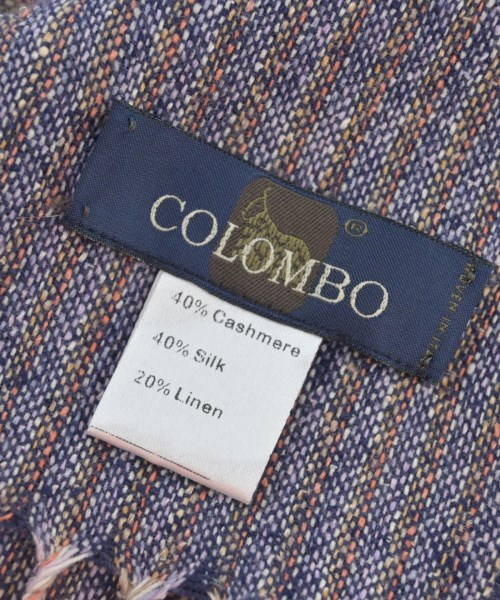 COLOMBO ®
40% Cashmere
40% Silk
20% Linen